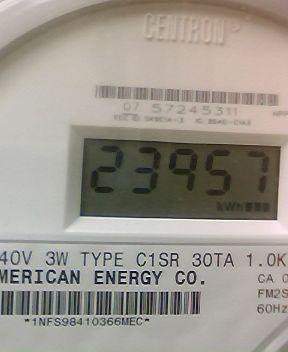 CENTRON®
07 57245311
23957
kWh
40V 3W TYPE C1SR 30TA 1.0K
MERICAN ENERGY CO.
CA 0
FM2S
60Hz
*1NFS98410366MEC*